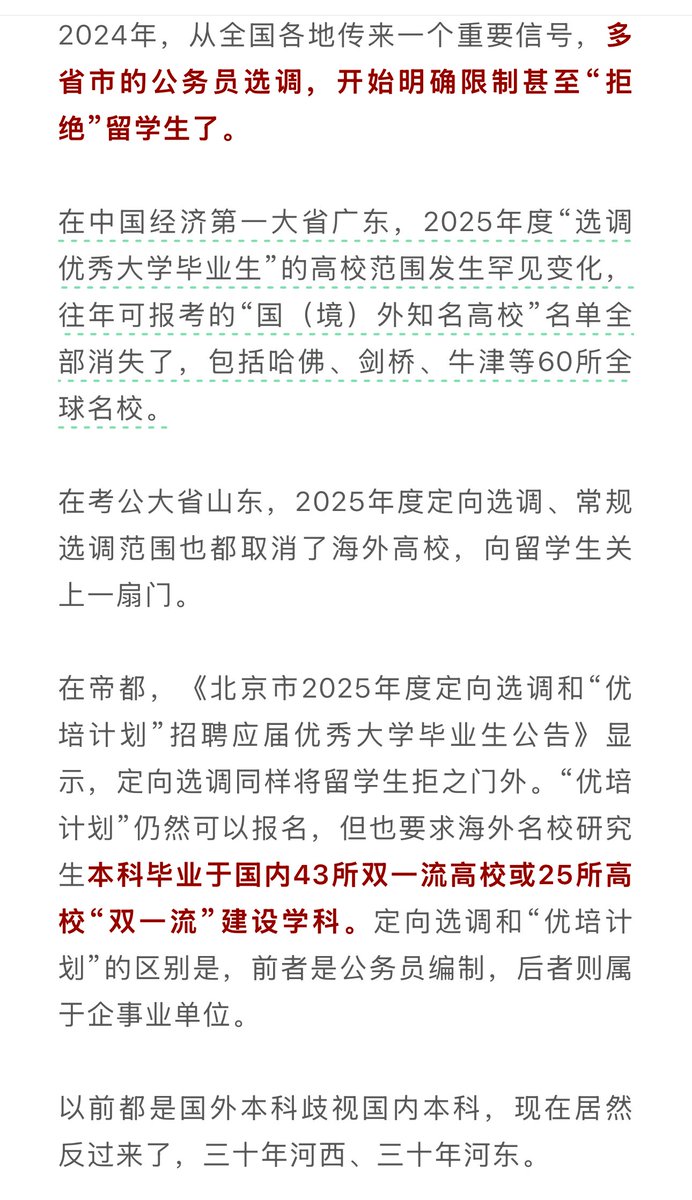 2024年，从全国各地传来一个重要信号，多
省市的公务员选调，开始明确限制甚至“拒
绝”留学生了。
在中国经济第一大省广东，2025年度“选调
优秀大学毕业生”的高校范围发生罕见变化，
往年可报考的“国（境）外知名高校”名单全
部消失了，包括哈佛、剑桥、牛津等60所全
球名校。
在考公大省山东，2025年度定向选调、常规
选调范围也都取消了海外高校，向留学生关
上一扇门。
在帝都，《北京市2025年度定向选调和“优
培计划”招聘应届优秀大学毕业生公告》显
示，定向选调同样将留学生拒之门外。“优培
计划”仍然可以报名，但也要求海外名校研究
生本科毕业于国内43所双一流高校或25所高
校“双一流”建设学科。定向选调和“优培计
划”的区别是，前者是公务员编制，后者则属
于企事业单位。
以前都是国外本科歧视国内本科，现在居然
反过来了，三十年河西、三十年河东。